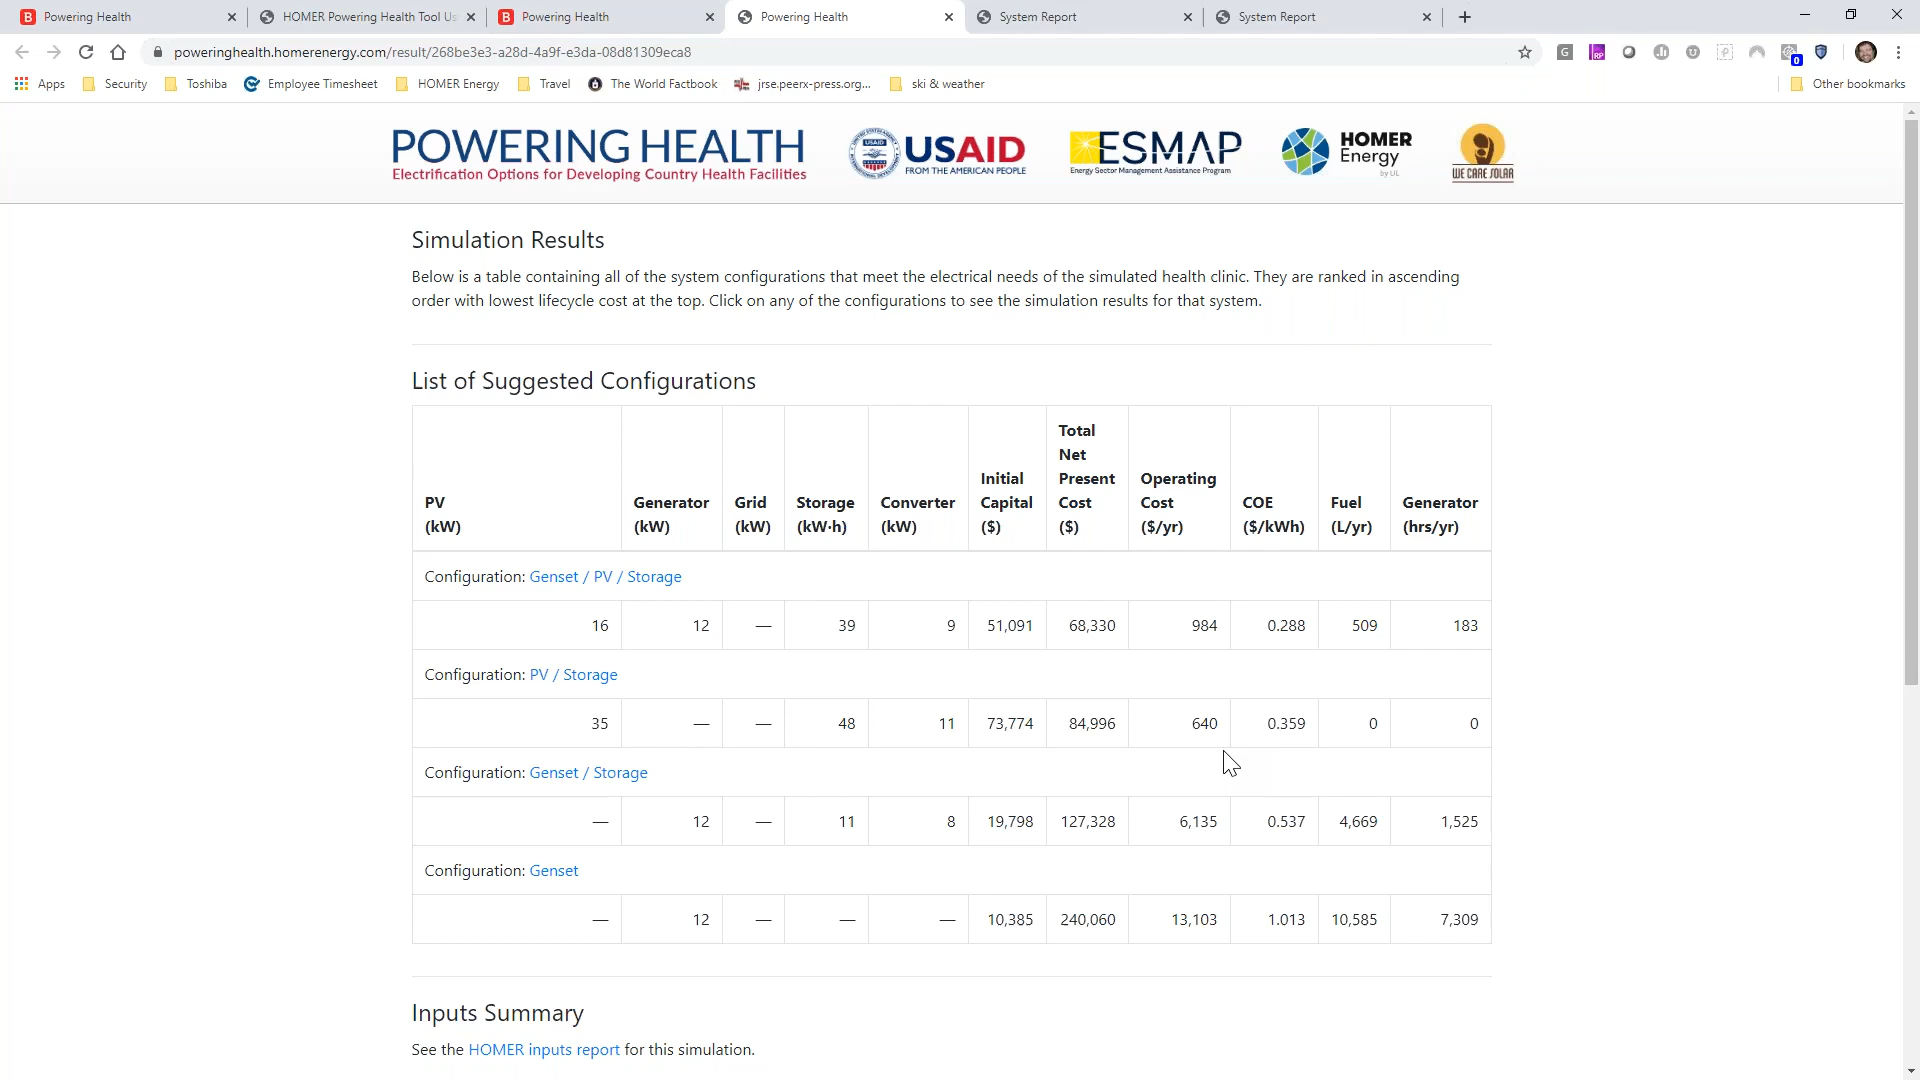 Powering Health
HOMER Powering Health Tool Us
Powering Health
Powering Health
System Report
System Report
poweringhealth.homerenergy.com/result/268be3e3-a28d-4a9f-e3da-08d81309eca8
Apps
Security
Toshiba
Employee Timesheet
HOMER Energy
Travel
The World Factbook
jrse.peerx-press.org...
ski & weather
Other bookmarks
POWERING HEALTH
Electrification Options for Developing Country Health Facilities
USAID
USAID
FROM THE AMERICAN PEOPLE
ESMAP
Energy Sector Management Assistance Program
HOMER
Energy
by UL
WE CARE SOLAR
Simulation Results
Below is a table containing all of the system configurations that meet the electrical needs of the simulated health clinic. They are ranked in ascending
order with lowest lifecycle cost at the top. Click on any of the configurations to see the simulation results for that system.
List of Suggested Configurations
PV (kW) Generator (kW) Grid (kW) Storage (kW·h) Converter (kW) Initial Capital ($) Total Net Present Cost ($) Operating Cost ($/yr) COE ($/kWh) Fuel (L/yr) Generator (hrs/yr)
Configuration: Genset / PV / Storage
16 12 — 39 9 51,091 68,330 984 0.288 509 183
Configuration: PV / Storage
35 — — 48 11 73,774 84,996 640 0.359 0 0
Configuration: Genset / Storage
— 12 — 11 8 19,798 127,328 6,135 0.537 4,669 1,525
Configuration: Genset
— 12 — — — 10,385 240,060 13,103 1.013 10,585 7,309
Inputs Summary
See the HOMER inputs report for this simulation.